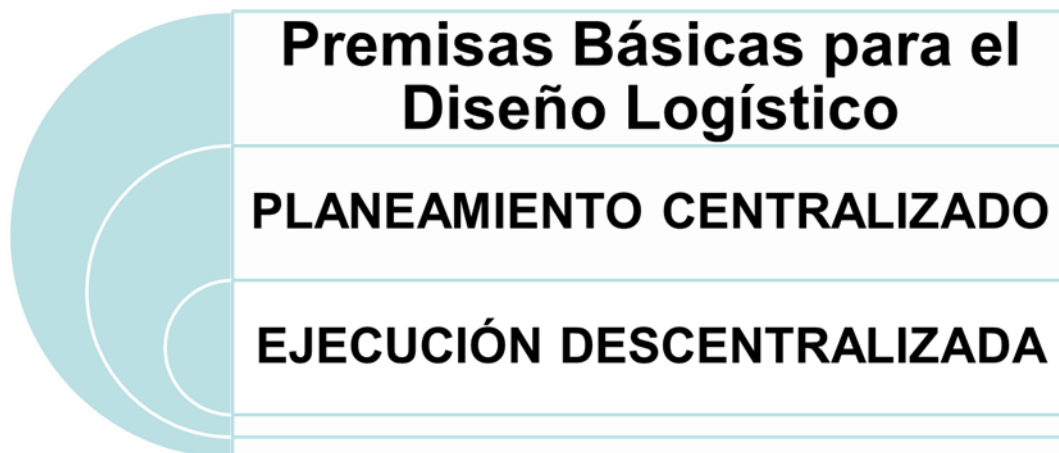 Premisas Básicas para el
Diseño Logístico
PLANEAMIENTO CENTRALIZADO
EJECUCIÓN DESCENTRALIZADA